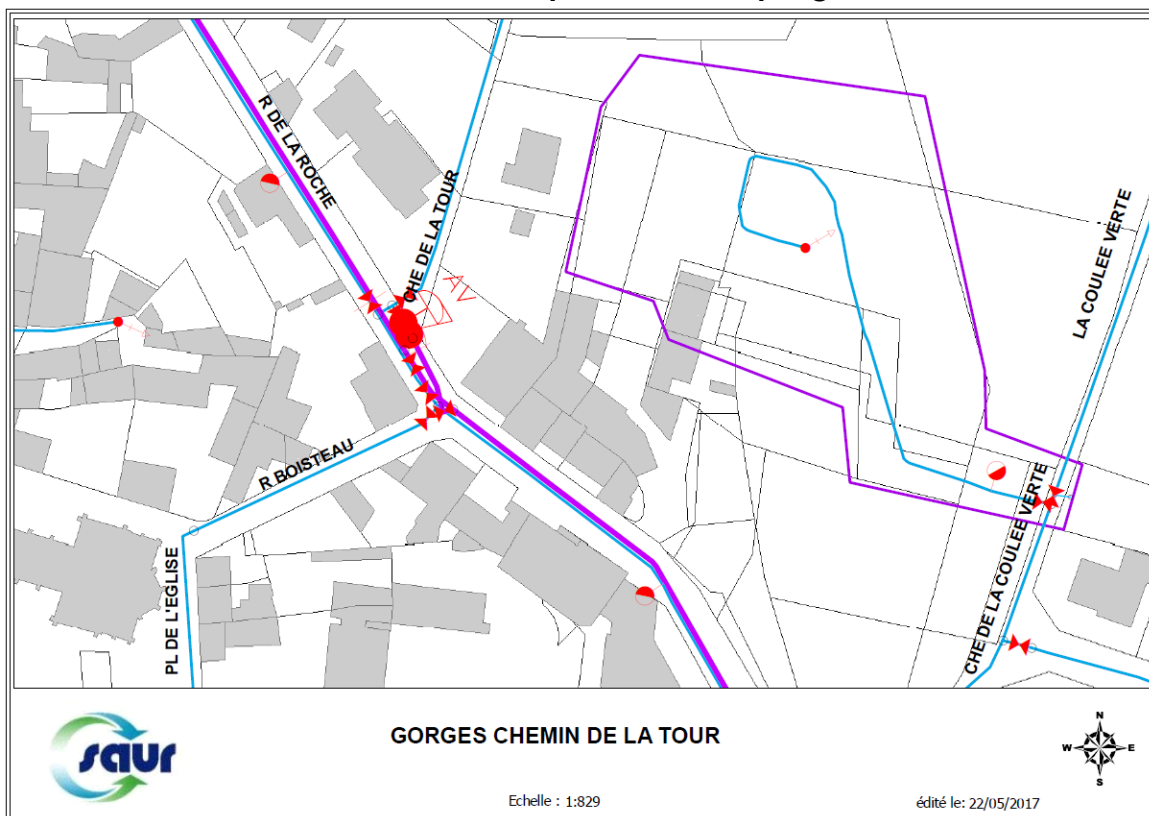 R DE LA ROCHE
CHE DE LA TOUR
AV
LA COULEE VERTE
R BOISTEAU
CHE DE LA COULEE VERTE
PL DE L'EGLISE
saur
GORGES CHEMIN DE LA TOUR
N
W E
S
Echelle : 1:829
édité le: 22/05/2017